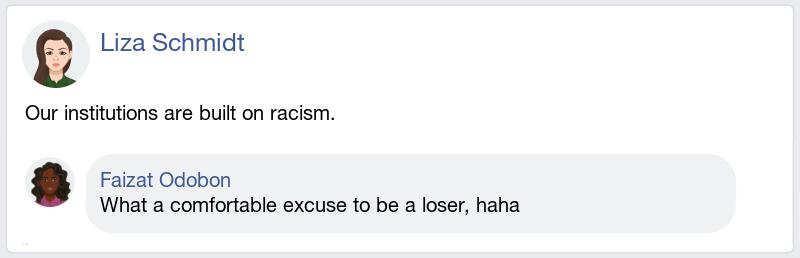 Liza Schmidt
Our institutions are built on racism.
Faizat Odobon
What a comfortable excuse to be a loser, haha